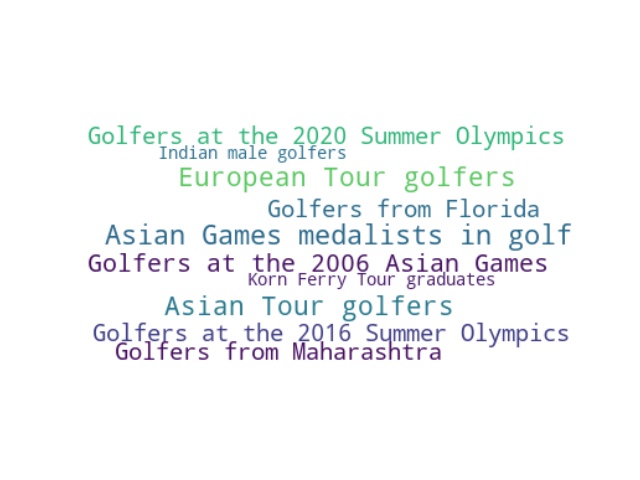 Golfers at the 2020 Summer Olympics
Indian male golfers
European Tour golfers
Golfers from Florida
Asian Games medalists in golf
Golfers at the 2006 Asian Games
Korn Ferry Tour graduates
Asian Tour golfers
Golfers at the 2016 Summer Olympics
Golfers from Maharashtra